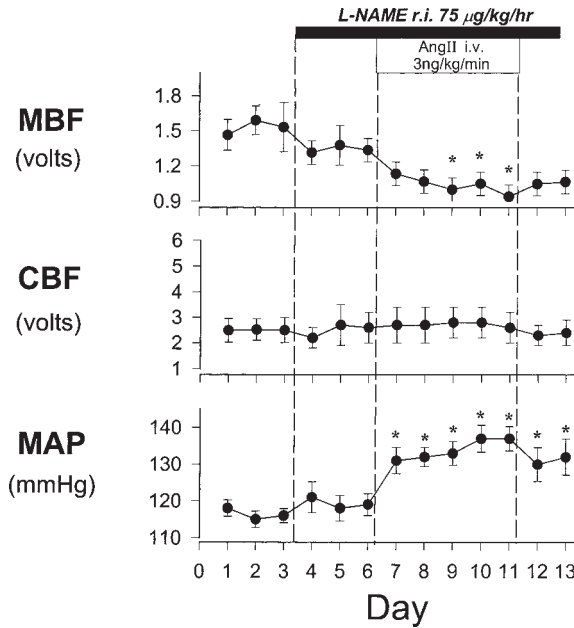 L-NAME r.i. 75 µg/kg/hr
AngII i.v.
3ng/kg/min
MBF
(volts)
1.8
1.5
1.2
0.9
* * *
CBF
(volts)
6
5
4
3
2
1
MAP
(mmHg)
140
130
120
110
* * * * * * *
0 1 2 3 4 5 6 7 8 9 10 11 12 13
Day